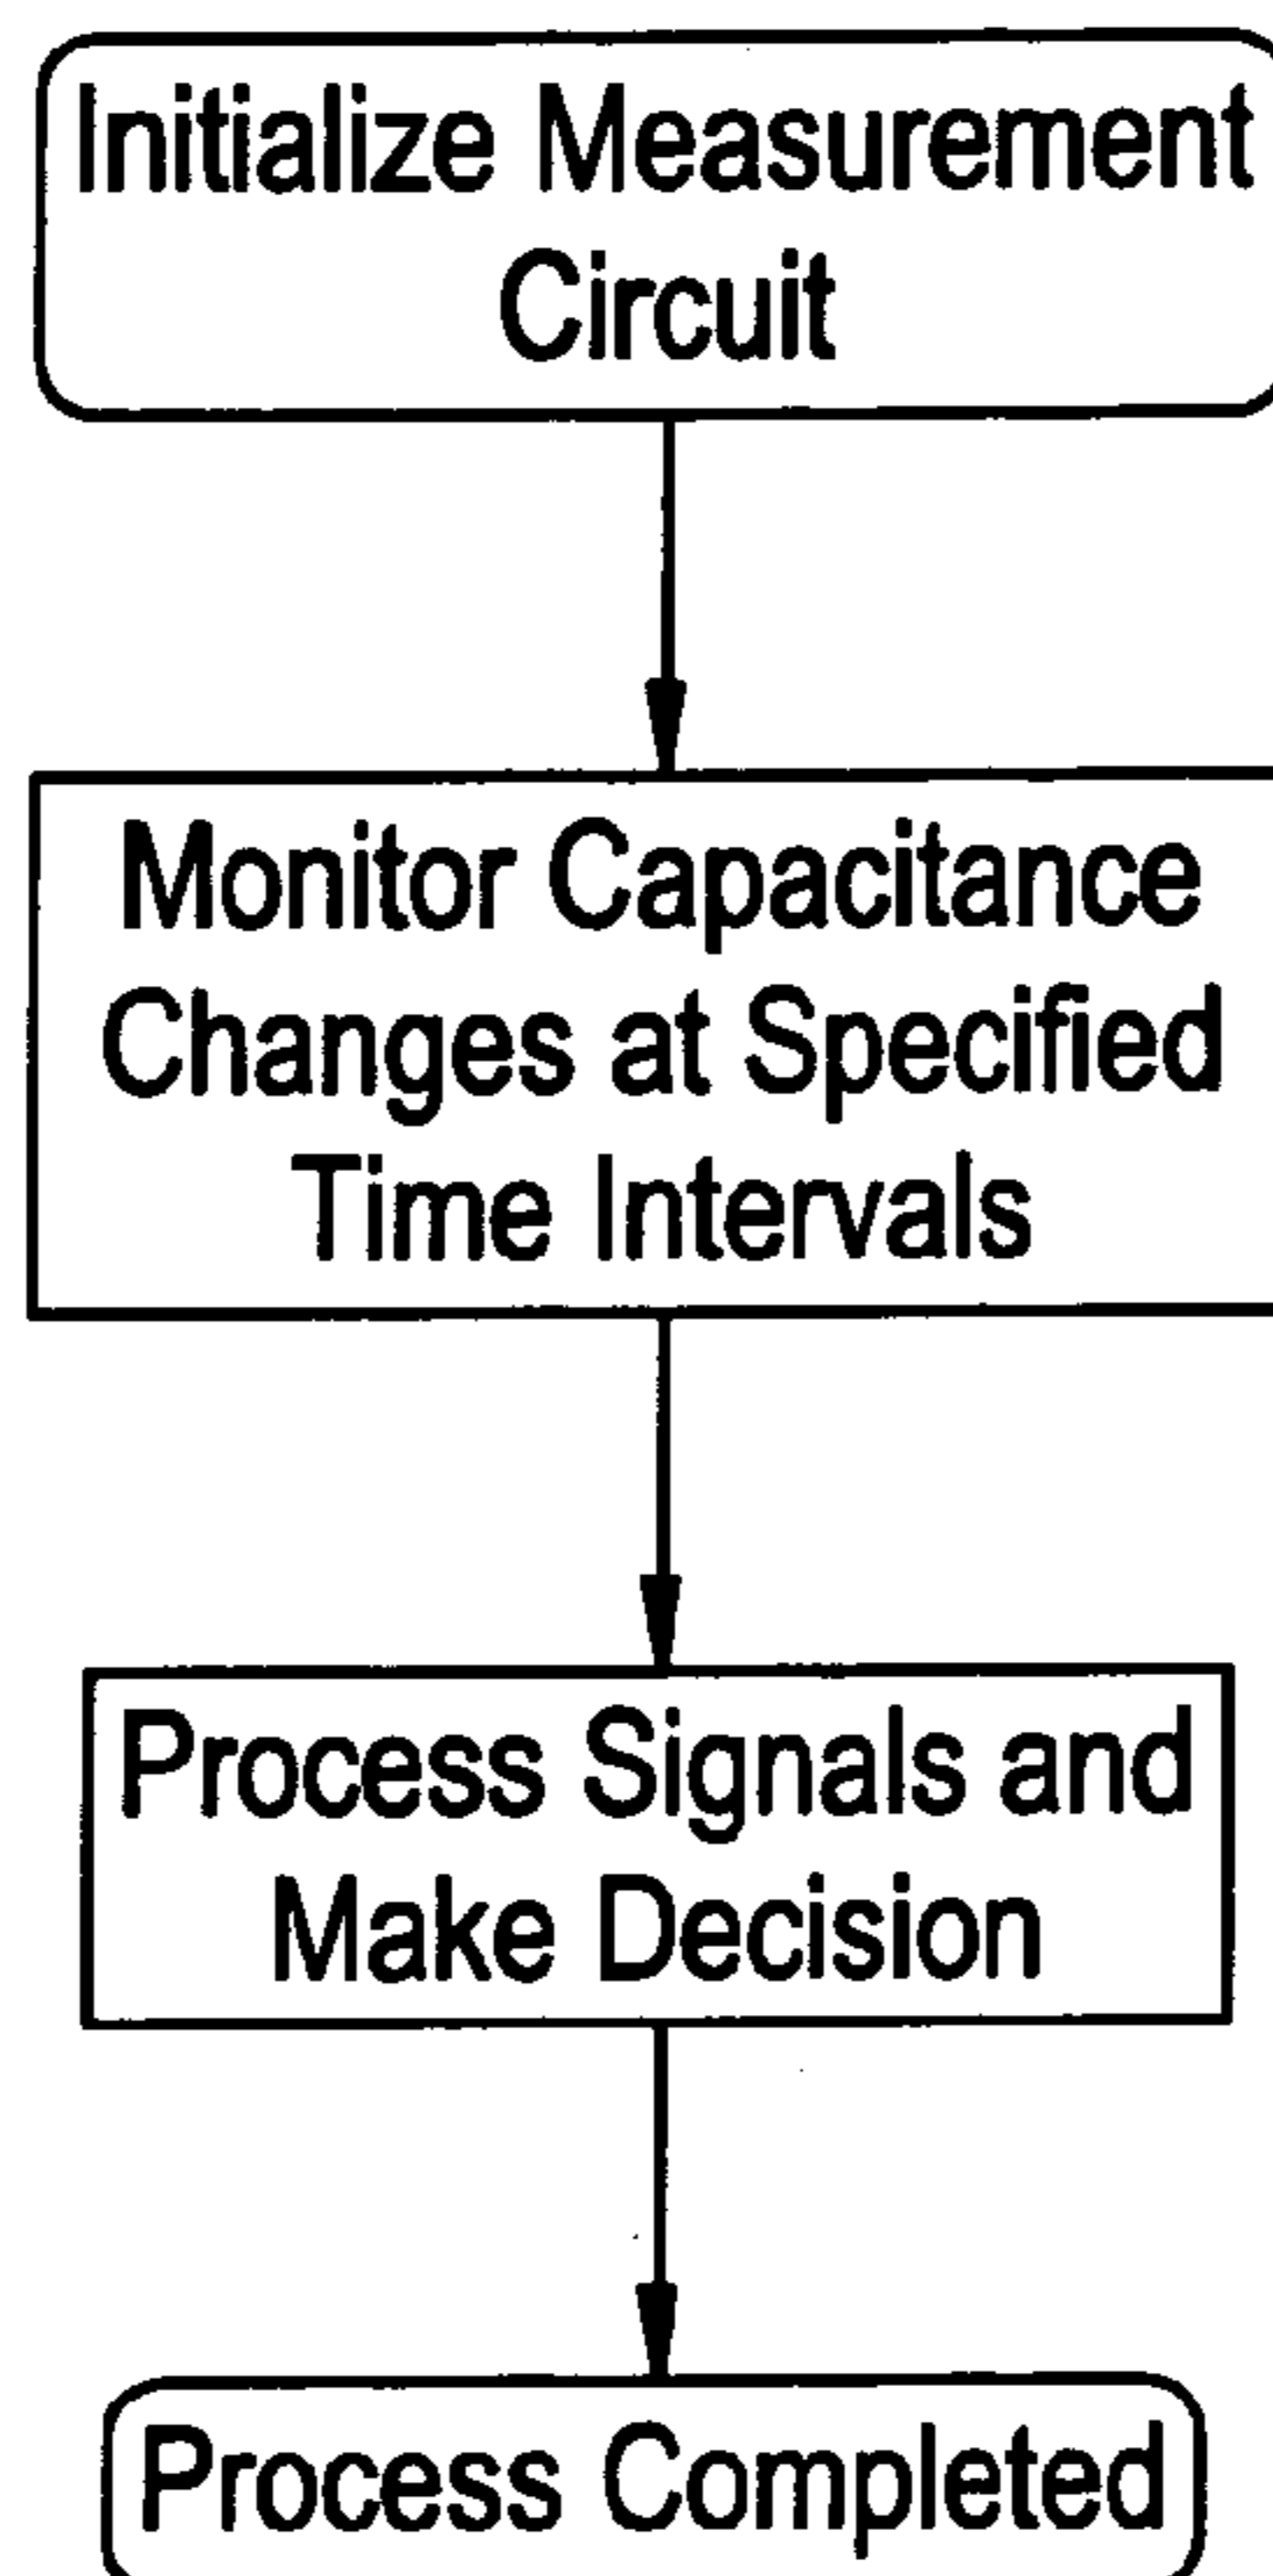 Initialize Measurement
Circuit
Monitor Capacitance
Changes at Specified
Time Intervals
Process Signals and
Make Decision
Process Completed